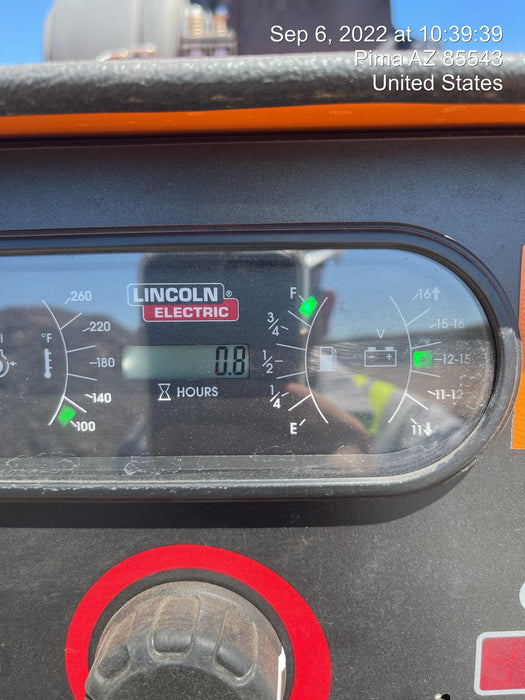 Sep 6, 2022 at 10:39:39
Pima AZ 85543
United States
LINCOLN®
ELECTRIC
0.8
HOURS
°F
260
220
180
140
100
F
3/4
1/2
1/4
E
V
- +
16↑
15-16
12-15
11-12
11↓